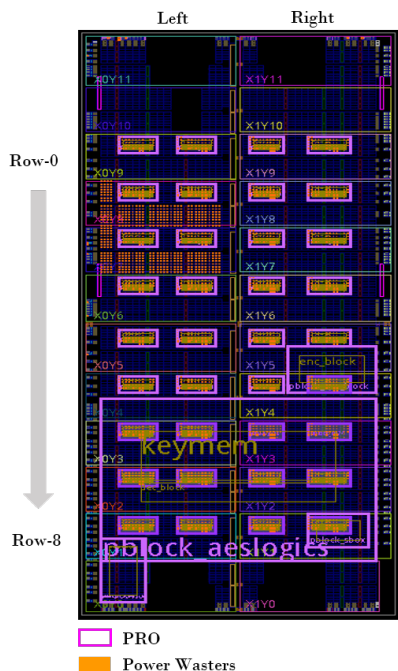 Left Right
X0Y11 X1Y11
X0Y10 X1Y10
Row-0
X0Y9 X1Y9
X1Y8
X1Y7
X0Y6 X1Y6
X0Y5 X1Y5
enc_block
X0Y4 X1Y4
keymem
X0Y3 X1Y3
X0Y2 X1Y2
Row-8
pblock_sbox
pblock_aeslogics
X1Y0
PRO
Power Wasters